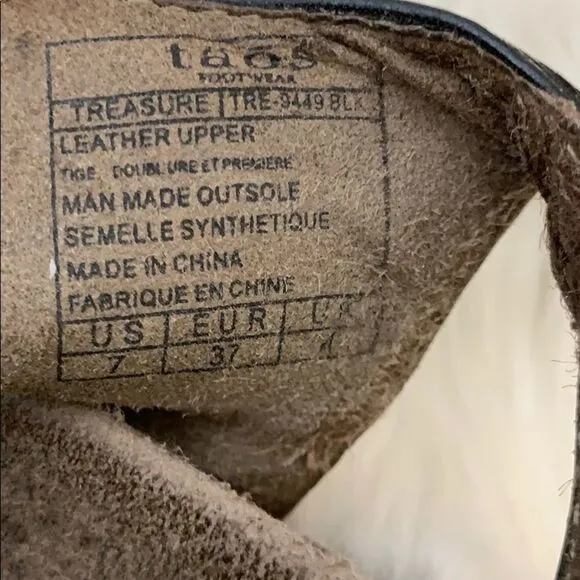 taos
FOOTWEAR
TREASURE TRE-9449 BLK
LEATHER UPPER
TIGE, DOUBLURE ET PREMIERE
MAN MADE OUTSOLE
SEMELLE SYNTHETIQUE
MADE IN CHINA
FABRIQUE EN CHINE
US EUR
7 37